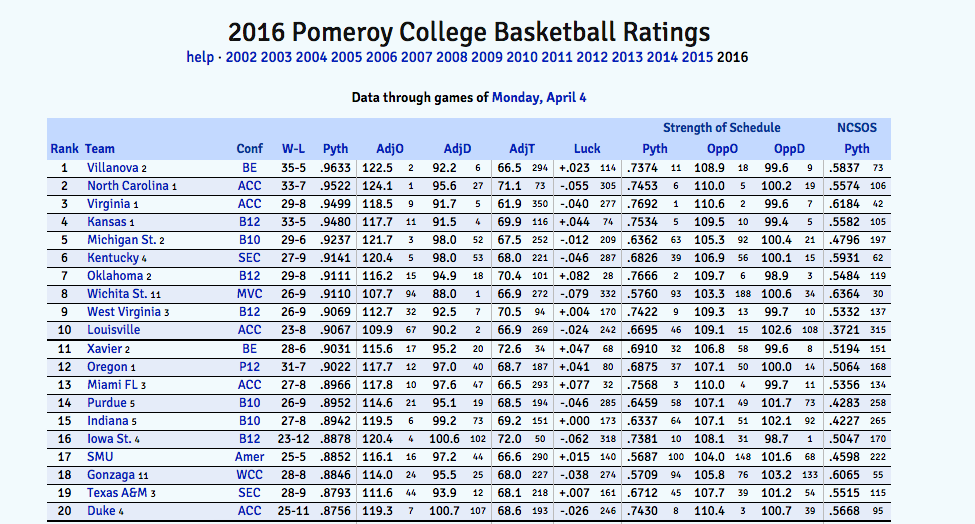 2016 Pomeroy College Basketball Ratings
help · 2002 2003 2004 2005 2006 2007 2008 2009 2010 2011 2012 2013 2014 2015 2016
Data through games of Monday, April 4
Strength of Schedule NCSOS
Rank Team Conf W-L Pyth AdjO AdjD AdjT Luck Pyth OppO OppD Pyth
1 Villanova 2 BE 35-5 .9633 122.5 2 92.2 6 66.5 294 +.023 114 .7374 11 108.9 18 99.6 9 .5837 73
2 North Carolina 1 ACC 33-7 .9522 124.1 1 95.6 27 71.1 73 -.055 305 .7453 6 110.0 5 100.2 19 .5574 106
3 Virginia 1 ACC 29-8 .9499 118.5 9 91.7 5 61.9 350 -.040 277 .7692 1 110.6 2 99.6 7 .6184 42
4 Kansas 1 B12 33-5 .9480 117.7 11 91.5 4 69.9 116 +.044 74 .7534 5 109.5 10 99.4 5 .5582 105
5 Michigan St. 2 B10 29-6 .9237 121.7 3 98.0 52 67.5 252 -.012 209 .6362 63 105.3 92 100.4 21 .4796 197
6 Kentucky 4 SEC 27-9 .9141 120.4 5 98.0 53 68.0 221 -.046 287 .6826 39 106.9 56 100.1 15 .5931 62
7 Oklahoma 2 B12 29-8 .9111 116.2 15 94.9 18 70.4 101 +.082 28 .7666 2 109.7 6 98.9 3 .5484 119
8 Wichita St. 11 MVC 26-9 .9110 107.7 94 88.0 1 66.9 272 -.079 332 .5760 93 103.3 188 100.6 34 .6364 30
9 West Virginia 3 B12 26-9 .9069 112.7 32 92.5 7 70.5 94 +.004 170 .7422 9 109.3 13 99.7 10 .5332 137
10 Louisville ACC 23-8 .9067 109.9 67 90.2 2 66.9 269 -.024 242 .6695 46 109.1 15 102.6 108 .3721 315
11 Xavier 2 BE 28-6 .9031 115.6 17 95.2 20 72.6 34 +.047 68 .6910 32 106.8 58 99.6 8 .5194 151
12 Oregon 1 P12 31-7 .9022 117.7 12 97.0 40 68.7 187 +.041 80 .6875 37 107.1 50 100.0 14 .5064 168
13 Miami FL 3 ACC 27-8 .8966 117.8 10 97.6 47 66.5 293 +.077 32 .7568 3 110.0 4 99.7 11 .5356 134
14 Purdue 5 B10 26-9 .8952 114.6 21 95.1 19 68.5 194 -.046 285 .6459 58 107.1 49 101.7 73 .4283 258
15 Indiana 5 B10 27-8 .8942 119.5 6 99.2 73 69.2 151 +.000 173 .6337 64 107.1 51 102.1 92 .4227 265
16 Iowa St. 4 B12 23-12 .8878 120.4 4 100.6 102 72.0 50 -.062 318 .7381 10 108.1 31 98.7 1 .5047 170
17 SMU Amer 25-5 .8852 116.1 16 97.2 44 66.6 290 +.015 140 .5687 100 104.0 148 101.6 68 .4598 222
18 Gonzaga 11 WCC 28-8 .8846 114.0 24 95.5 25 68.0 227 -.038 274 .5709 94 105.8 76 103.2 133 .6065 55
19 Texas A&M 3 SEC 28-9 .8793 111.6 44 93.9 12 68.1 218 +.007 161 .6712 45 107.7 39 101.2 54 .5515 115
20 Duke 4 ACC 25-11 .8756 119.3 7 100.7 107 68.6 193 -.026 246 .7430 8 110.4 3 100.7 39 .5668 95